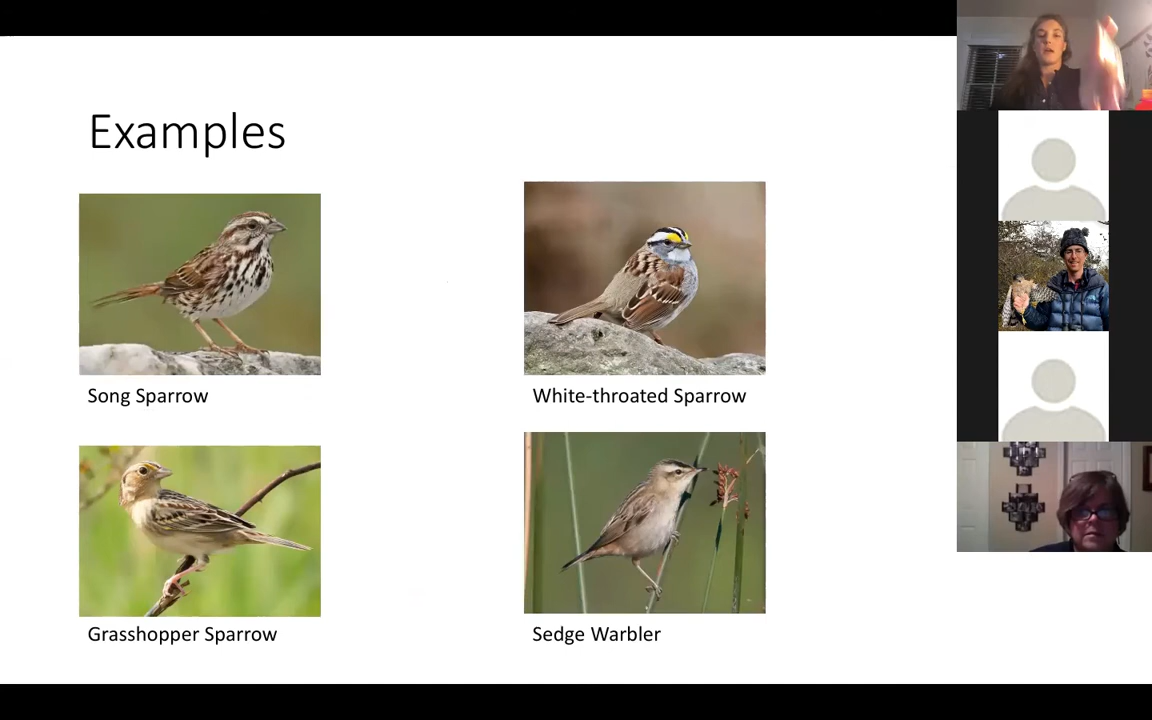 Examples
Song Sparrow
White-throated Sparrow
Grasshopper Sparrow
Sedge Warbler